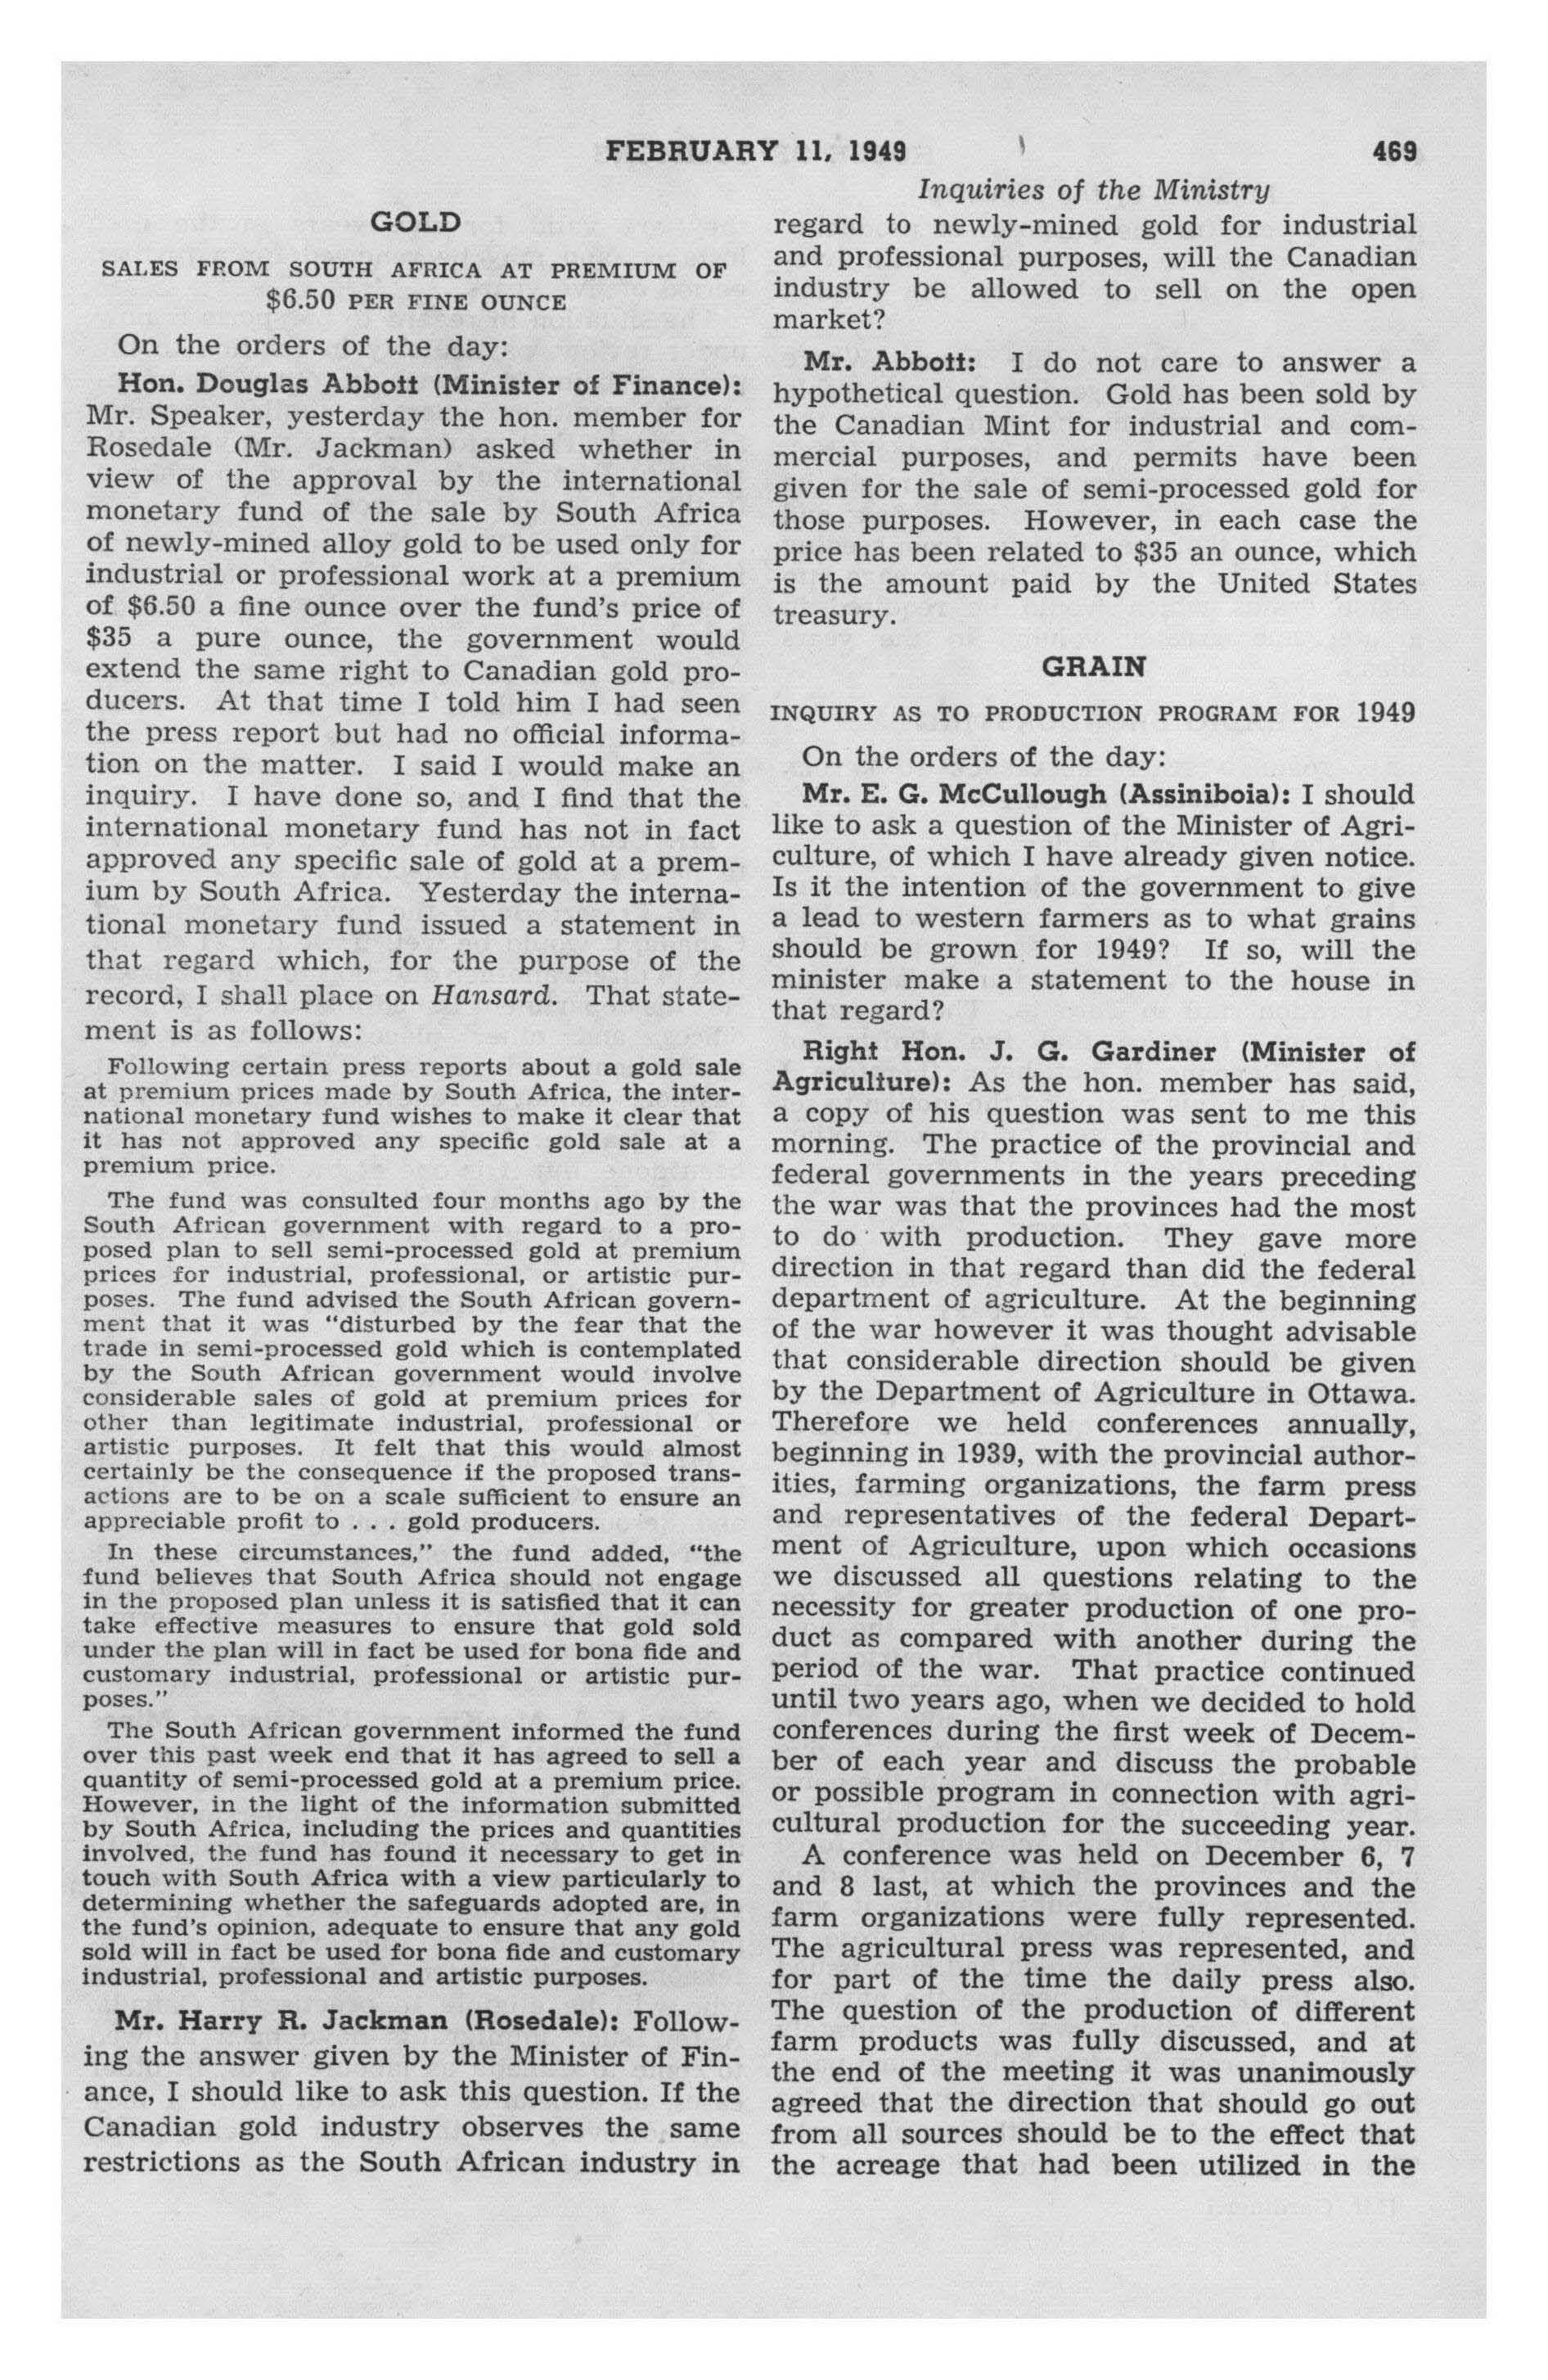 FEBRUARY 11, 1949
469
Inquiries of the Ministry
GOLD
SALES FROM SOUTH AFRICA AT PREMIUM OF
$6.50 PER FINE OUNCE
On the orders of the day:
Hon. Douglas Abbott (Minister of Finance):
Mr. Speaker, yesterday the hon. member for
Rosedale (Mr. Jackman) asked whether in
view of the approval by the international
monetary fund of the sale by South Africa
of newly-mined alloy gold to be used only for
industrial or professional work at a premium
of $6.50 a fine ounce over the fund's price of
$35 a pure ounce, the government would
extend the same right to Canadian gold pro-
ducers. At that time I told him I had seen
the press report but had no official informa-
tion on the matter. I said I would make an
inquiry. I have done so, and I find that the
international monetary fund has not in fact
approved any specific sale of gold at a prem-
ium by South Africa. Yesterday the interna-
tional monetary fund issued a statement in
that regard which, for the purpose of the
record, I shall place on Hansard. That state-
ment is as follows:
Following certain press reports about a gold sale
at premium prices made by South Africa, the inter-
national monetary fund wishes to make it clear that
it has not approved any specific gold sale at a
premium price.
The fund was consulted four months ago by the
South African government with regard to a pro-
posed plan to sell semi-processed gold at premium
prices for industrial, professional, or artistic pur-
poses. The fund advised the South African govern-
ment that it was "disturbed by the fear that the
trade in semi-processed gold which is contemplated
by the South African government would involve
considerable sales of gold at premium prices for
other than legitimate industrial, professional or
artistic purposes. It felt that this would almost
certainly be the consequence if the proposed trans-
actions are to be on a scale sufficient to ensure an
appreciable profit to . . . gold producers.
In these circumstances," the fund added, "the
fund believes that South Africa should not engage
in the proposed plan unless it is satisfied that it can
take effective measures to ensure that gold sold
under the plan will in fact be used for bona fide and
customary industrial, professional or artistic pur-
poses."
The South African government informed the fund
over this past week end that it has agreed to sell a
quantity of semi-processed gold at a premium price.
However, in the light of the information submitted
by South Africa, including the prices and quantities
involved, the fund has found it necessary to get in
touch with South Africa with a view particularly to
determining whether the safeguards adopted are, in
the fund's opinion, adequate to ensure that any gold
sold will in fact be used for bona fide and customary
industrial, professional and artistic purposes.
Mr. Harry R. Jackman (Rosedale): Follow-
ing the answer given by the Minister of Fin-
ance, I should like to ask this question. If the
Canadian gold industry observes the same
restrictions as the South African industry in
regard to newly-mined gold for industrial
and professional purposes, will the Canadian
industry be allowed to sell on the open
market?
Mr. Abbott: I do not care to answer a
hypothetical question. Gold has been sold by
the Canadian Mint for industrial and com-
mercial purposes, and permits have been
given for the sale of semi-processed gold for
those purposes. However, in each case the
price has been related to $35 an ounce, which
is the amount paid by the United States
treasury.
GRAIN
INQUIRY AS TO PRODUCTION PROGRAM FOR 1949
On the orders of the day:
Mr. E. G. McCullough (Assiniboia): I should
like to ask a question of the Minister of Agri-
culture, of which I have already given notice.
Is it the intention of the government to give
a lead to western farmers as to what grains
should be grown for 1949? If so, will the
minister make a statement to the house in
that regard?
Right Hon. J. G. Gardiner (Minister of
Agriculture): As the hon. member has said,
a copy of his question was sent to me this
morning. The practice of the provincial and
federal governments in the years preceding
the war was that the provinces had the most
to do with production. They gave more
direction in that regard than did the federal
department of agriculture. At the beginning
of the war however it was thought advisable
that considerable direction should be given
by the Department of Agriculture in Ottawa.
Therefore we held conferences annually,
beginning in 1939, with the provincial author-
ities, farming organizations, the farm press
and representatives of the federal Depart-
ment of Agriculture, upon which occasions
we discussed all questions relating to the
necessity for greater production of one pro-
duct as compared with another during the
period of the war. That practice continued
until two years ago, when we decided to hold
conferences during the first week of Decem-
ber of each year and discuss the probable
or possible program in connection with agri-
cultural production for the succeeding year.
A conference was held on December 6, 7
and 8 last, at which the provinces and the
farm organizations were fully represented.
The agricultural press was represented, and
for part of the time the daily press also.
The question of the production of different
farm products was fully discussed, and at
the end of the meeting it was unanimously
agreed that the direction that should go out
from all sources should be to the effect that
the acreage that had been utilized in the